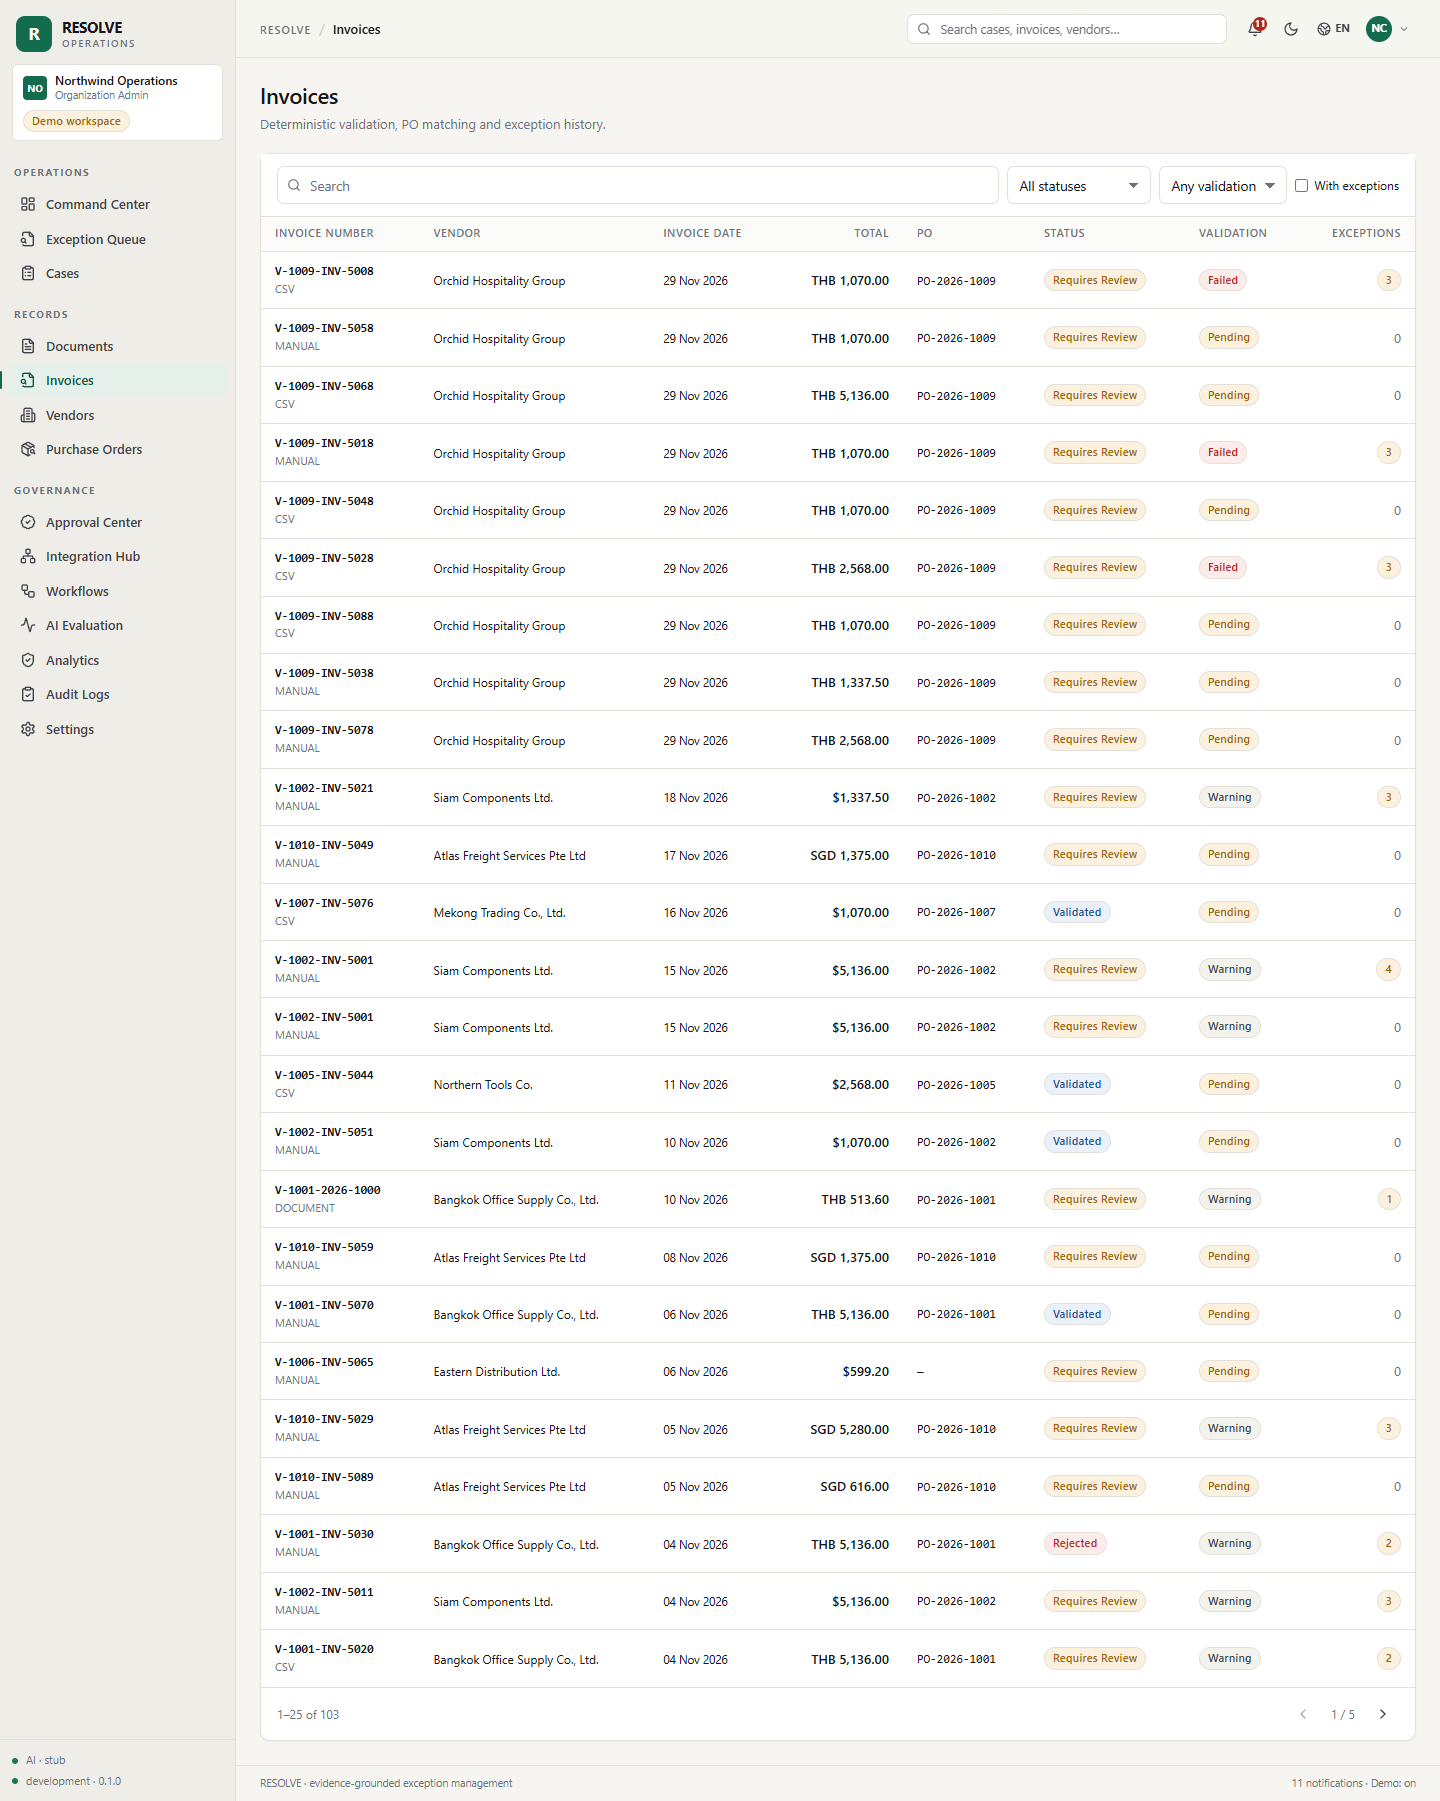 R
RESOLVE
OPERATIONS
NO
Northwind Operations
Organization Admin
Demo workspace
OPERATIONS
Command Center
Exception Queue
Cases
RECORDS
Documents
Invoices
Vendors
Purchase Orders
GOVERNANCE
Approval Center
Integration Hub
Workflows
AI Evaluation
Analytics
Audit Logs
Settings
AI · stub
development · 0.1.0
RESOLVE / Invoices
Search cases, invoices, vendors...
11
EN
NC
Invoices
Deterministic validation, PO matching and exception history.
Search
All statuses
Any validation
With exceptions
INVOICE NUMBER VENDOR INVOICE DATE TOTAL PO STATUS VALIDATION EXCEPTIONS
V-1009-INV-5008
CSV
Orchid Hospitality Group 29 Nov 2026 THB 1,070.00 PO-2026-1009 Requires Review Failed 3
V-1009-INV-5058
MANUAL
Orchid Hospitality Group 29 Nov 2026 THB 1,070.00 PO-2026-1009 Requires Review Pending 0
V-1009-INV-5068
CSV
Orchid Hospitality Group 29 Nov 2026 THB 5,136.00 PO-2026-1009 Requires Review Pending 0
V-1009-INV-5018
MANUAL
Orchid Hospitality Group 29 Nov 2026 THB 1,070.00 PO-2026-1009 Requires Review Failed 3
V-1009-INV-5048
CSV
Orchid Hospitality Group 29 Nov 2026 THB 1,070.00 PO-2026-1009 Requires Review Pending 0
V-1009-INV-5028
CSV
Orchid Hospitality Group 29 Nov 2026 THB 2,568.00 PO-2026-1009 Requires Review Failed 3
V-1009-INV-5088
CSV
Orchid Hospitality Group 29 Nov 2026 THB 1,070.00 PO-2026-1009 Requires Review Pending 0
V-1009-INV-5038
MANUAL
Orchid Hospitality Group 29 Nov 2026 THB 1,337.50 PO-2026-1009 Requires Review Pending 0
V-1009-INV-5078
MANUAL
Orchid Hospitality Group 29 Nov 2026 THB 2,568.00 PO-2026-1009 Requires Review Pending 0
V-1002-INV-5021
MANUAL
Siam Components Ltd. 18 Nov 2026 $1,337.50 PO-2026-1002 Requires Review Warning 3
V-1010-INV-5049
MANUAL
Atlas Freight Services Pte Ltd 17 Nov 2026 SGD 1,375.00 PO-2026-1010 Requires Review Pending 0
V-1007-INV-5076
CSV
Mekong Trading Co., Ltd. 16 Nov 2026 $1,070.00 PO-2026-1007 Validated Pending 0
V-1002-INV-5001
MANUAL
Siam Components Ltd. 15 Nov 2026 $5,136.00 PO-2026-1002 Requires Review Warning 4
V-1002-INV-5001
MANUAL
Siam Components Ltd. 15 Nov 2026 $5,136.00 PO-2026-1002 Requires Review Warning 0
V-1005-INV-5044
CSV
Northern Tools Co. 11 Nov 2026 $2,568.00 PO-2026-1005 Validated Pending 0
V-1002-INV-5051
MANUAL
Siam Components Ltd. 10 Nov 2026 $1,070.00 PO-2026-1002 Validated Pending 0
V-1001-2026-1000
DOCUMENT
Bangkok Office Supply Co., Ltd. 10 Nov 2026 THB 513.60 PO-2026-1001 Requires Review Warning 1
V-1010-INV-5059
MANUAL
Atlas Freight Services Pte Ltd 08 Nov 2026 SGD 1,375.00 PO-2026-1010 Requires Review Pending 0
V-1001-INV-5070
MANUAL
Bangkok Office Supply Co., Ltd. 06 Nov 2026 THB 5,136.00 PO-2026-1001 Validated Pending 0
V-1006-INV-5065
MANUAL
Eastern Distribution Ltd. 06 Nov 2026 $599.20 – Requires Review Pending 0
V-1010-INV-5029
MANUAL
Atlas Freight Services Pte Ltd 05 Nov 2026 SGD 5,280.00 PO-2026-1010 Requires Review Warning 3
V-1010-INV-5089
MANUAL
Atlas Freight Services Pte Ltd 05 Nov 2026 SGD 616.00 PO-2026-1010 Requires Review Pending 0
V-1001-INV-5030
MANUAL
Bangkok Office Supply Co., Ltd. 04 Nov 2026 THB 5,136.00 PO-2026-1001 Rejected Warning 2
V-1002-INV-5011
MANUAL
Siam Components Ltd. 04 Nov 2026 $5,136.00 PO-2026-1002 Requires Review Warning 3
V-1001-INV-5020
CSV
Bangkok Office Supply Co., Ltd. 04 Nov 2026 THB 5,136.00 PO-2026-1001 Requires Review Warning 2
1–25 of 103
1 / 5
RESOLVE · evidence-grounded exception management
11 notifications · Demo: on